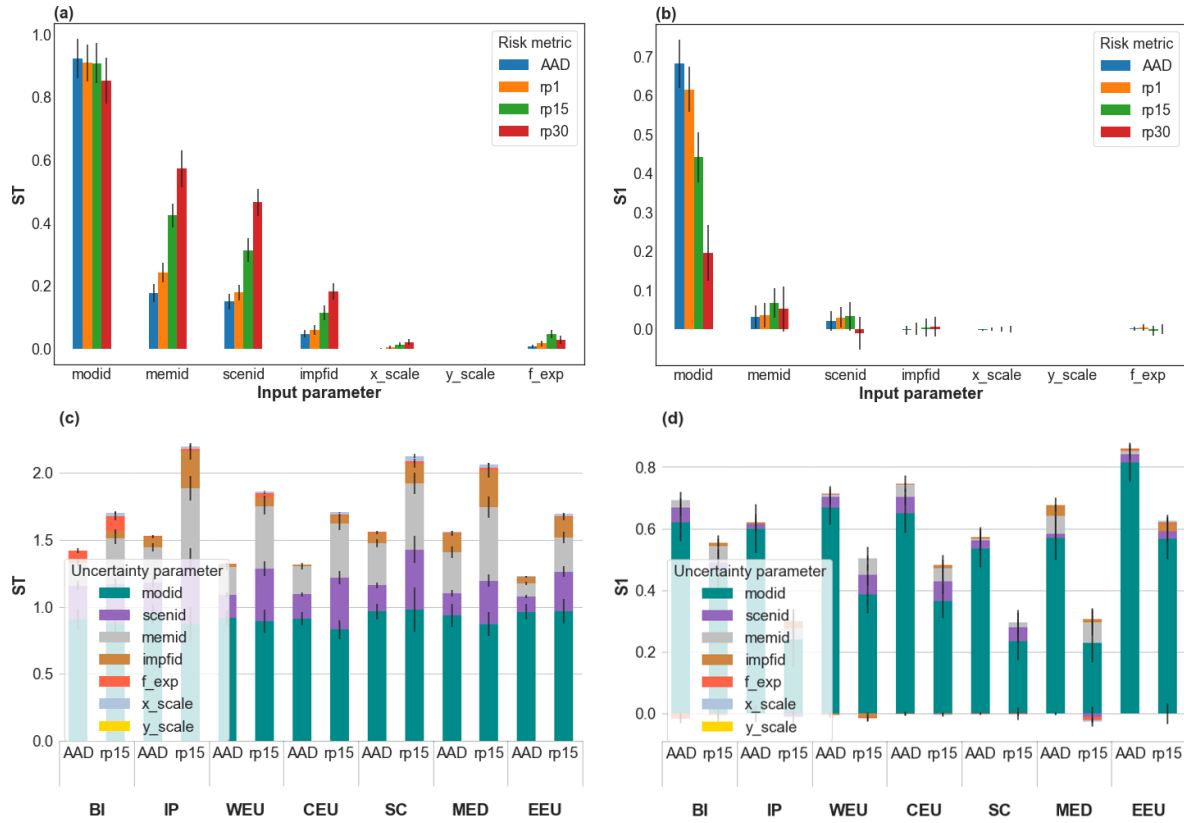 (a)
ST
1.0
0.8
0.6
0.4
0.2
0.0
Risk metric
AAD
rp1
rp15
rp30
modid memid scenid impfid x_scale y_scale f_exp
Input parameter
(b)
S1
0.7
0.6
0.5
0.4
0.3
0.2
0.1
0.0
Risk metric
AAD
rp1
rp15
rp30
modid memid scenid impfid x_scale y_scale f_exp
Input parameter
(c)
ST
2.0
1.5
1.0
0.5
0.0
Uncertainty parameter
modid
scenid
memid
impfid
f_exp
x_scale
y_scale
AAD rp15 AAD rp15 AAD rp15 AAD rp15 AAD rp15 AAD rp15 AAD rp15
BI IP WEU CEU SC MED EEU
(d)
S1
0.8
0.6
0.4
0.2
0.0
Uncertainty parameter
modid
scenid
memid
impfid
f_exp
x_scale
y_scale
AAD rp15 AAD rp15 AAD rp15 AAD rp15 AAD rp15 AAD rp15 AAD rp15
BI IP WEU CEU SC MED EEU